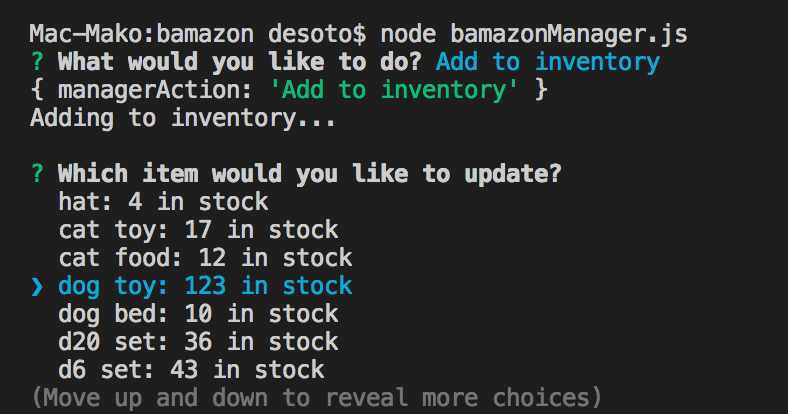 Mac-Mako:bamazon desoto$ node bamazonManager.js
? What would you like to do? Add to inventory
{ managerAction: 'Add to inventory' }
Adding to inventory...
? Which item would you like to update?
hat: 4 in stock
cat toy: 17 in stock
cat food: 12 in stock
❯ dog toy: 123 in stock
dog bed: 10 in stock
d20 set: 36 in stock
d6 set: 43 in stock
(Move up and down to reveal more choices)